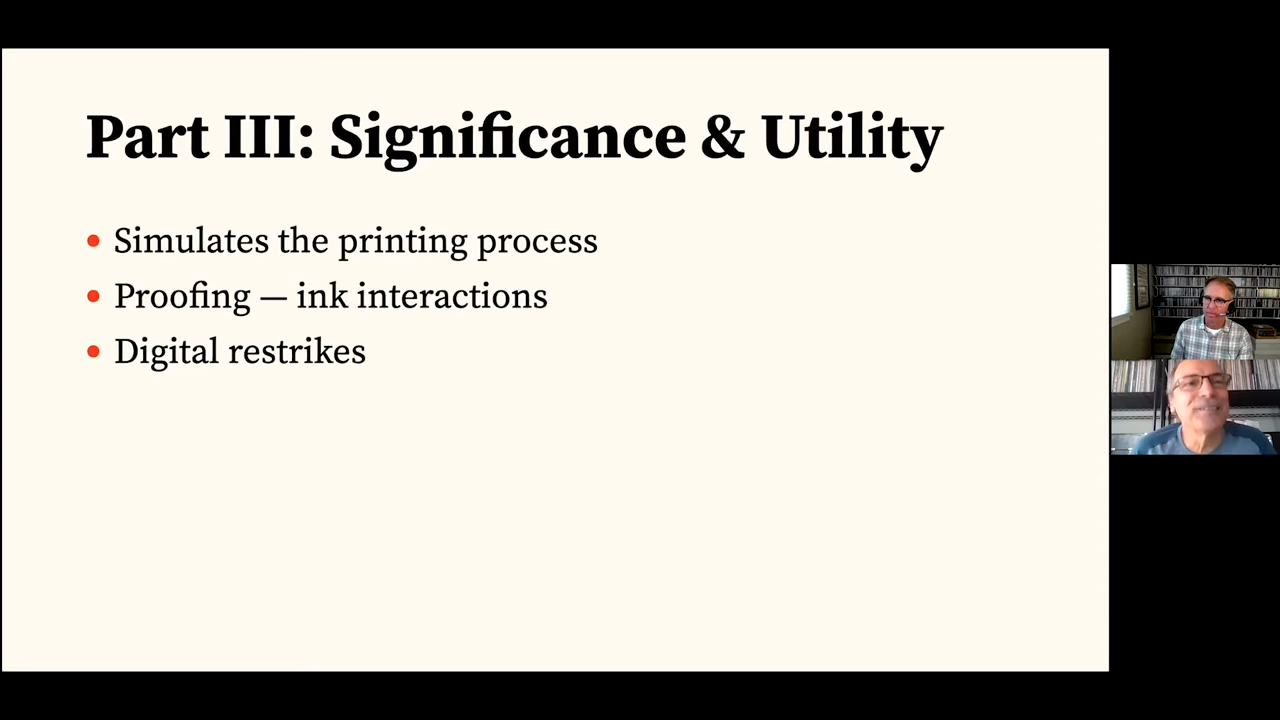 Part III: Significance & Utility
• Simulates the printing process
• Proofing — ink interactions
• Digital restrikes